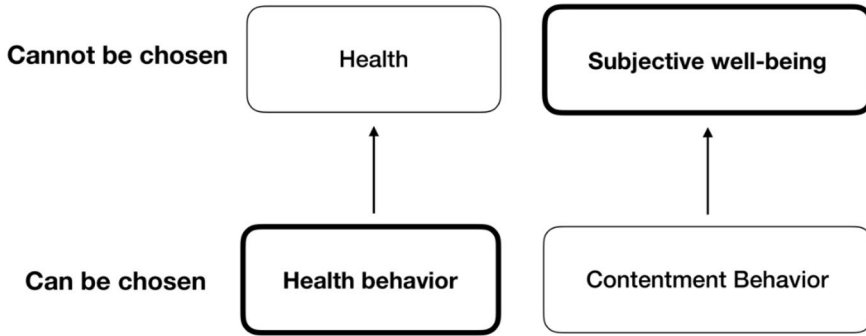 Cannot be chosen
Health
Subjective well-being
Can be chosen
Health behavior
Contentment Behavior